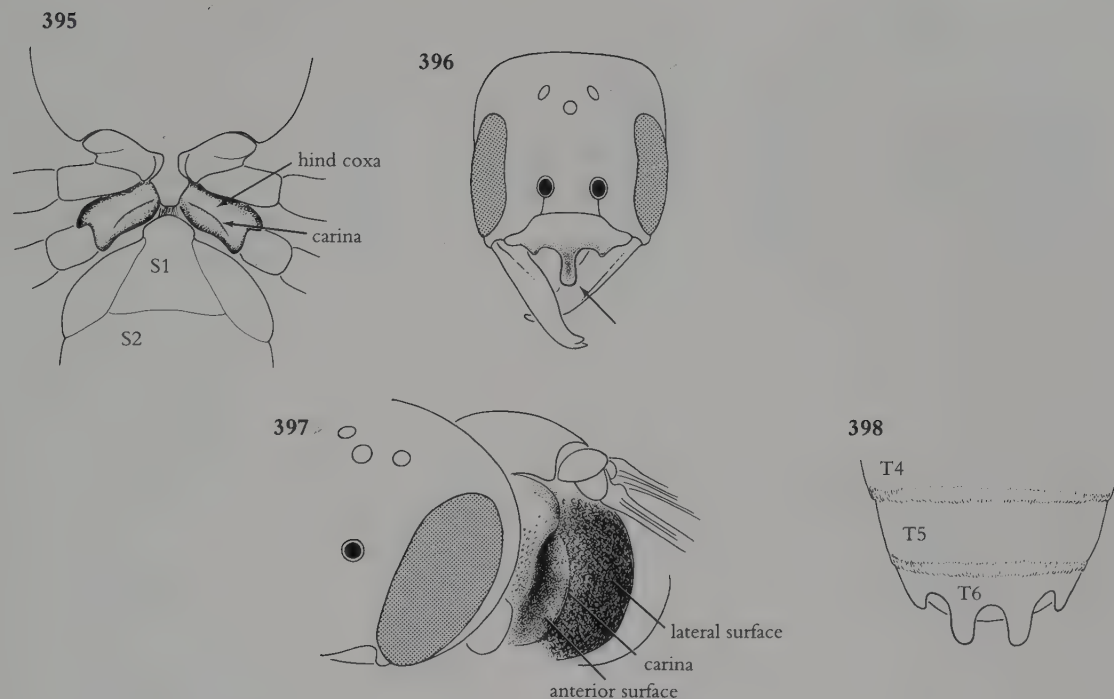 395
396
hind coxa
carina
S1
S2
397
398
T4
T5
T6
lateral surface
carina
anterior surface